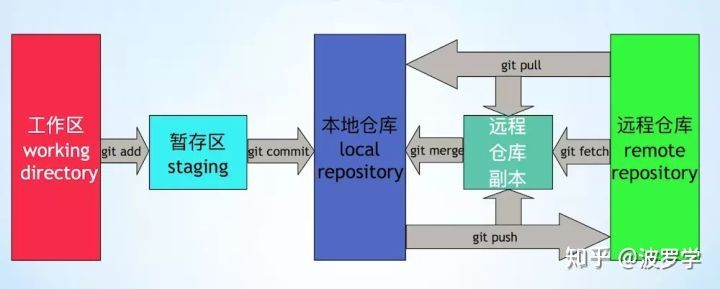 工作区
working
directory
git add
暂存区
staging
git commit
本地仓库
local
repository
git pull
git merge
远程
仓库
副本
git fetch
git push
远程仓库
remote
repository
知乎 @波罗学